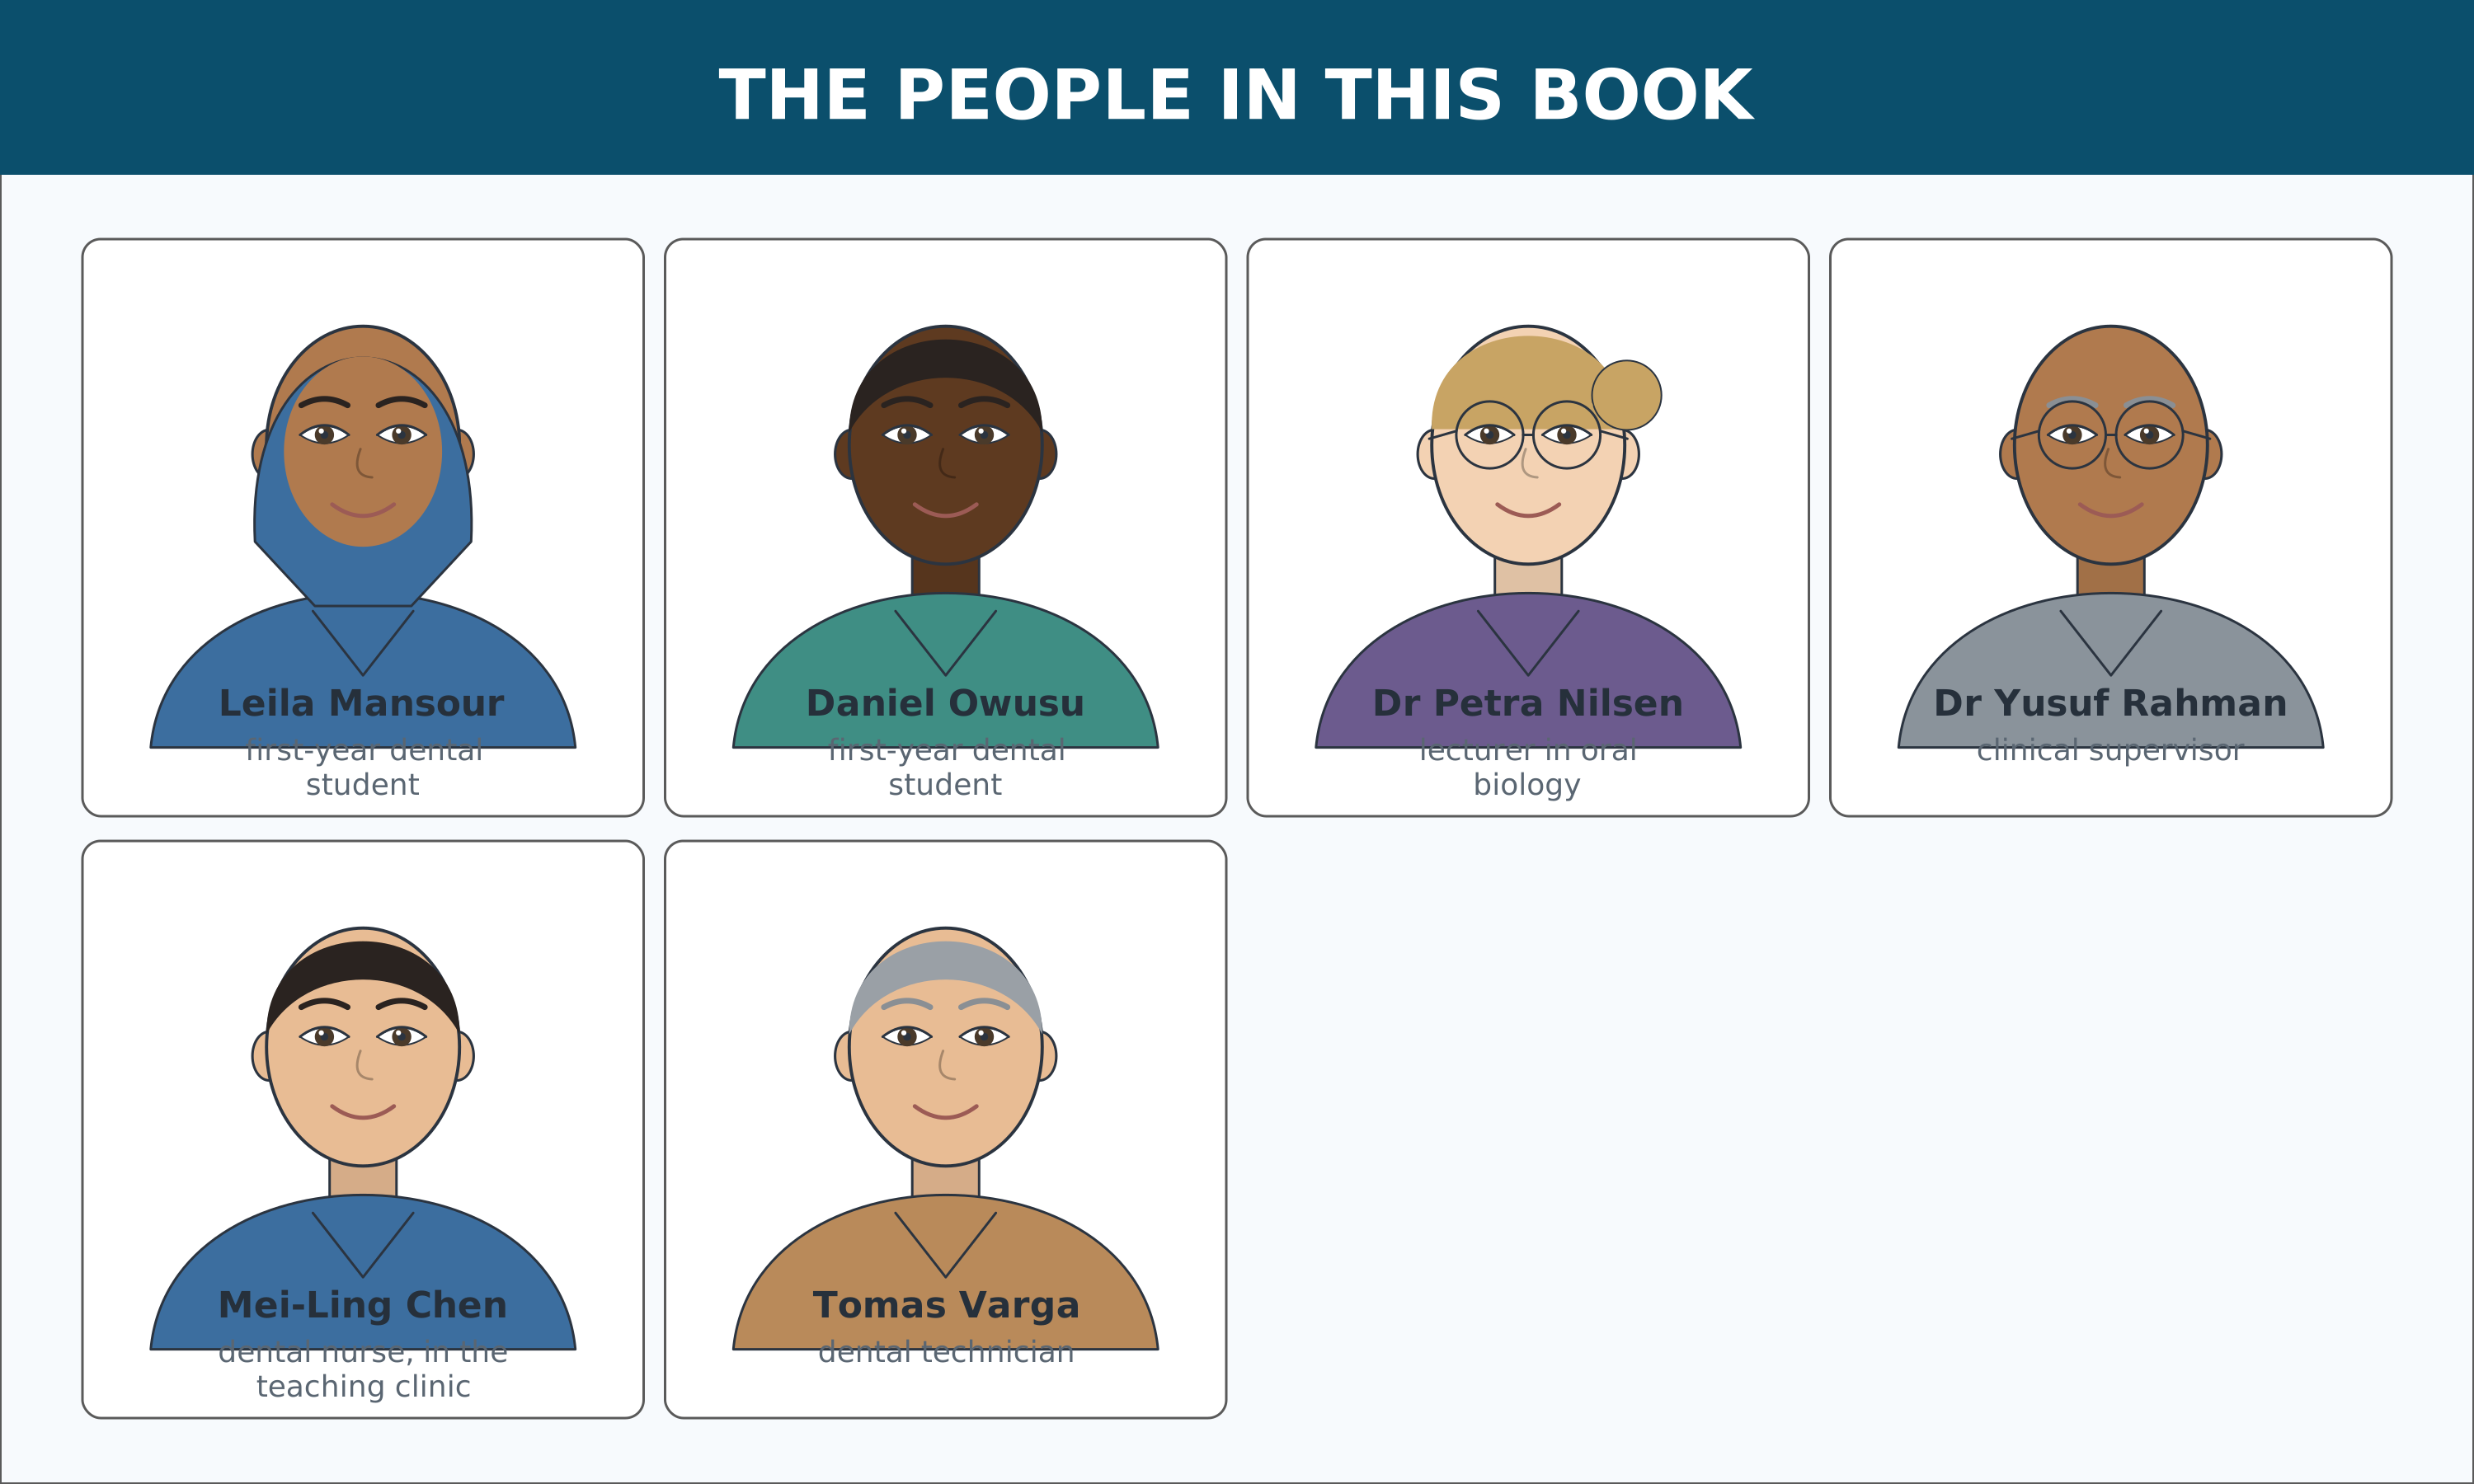 THE PEOPLE IN THIS BOOK
Leila Mansour
first-year dental
student
Daniel Owusu
first-year dental
student
Dr Petra Nilsen
lecturer in oral
biology
Dr Yusuf Rahman
clinical supervisor
Mei-Ling Chen
dental nurse, in the
teaching clinic
Tomas Varga
dental technician